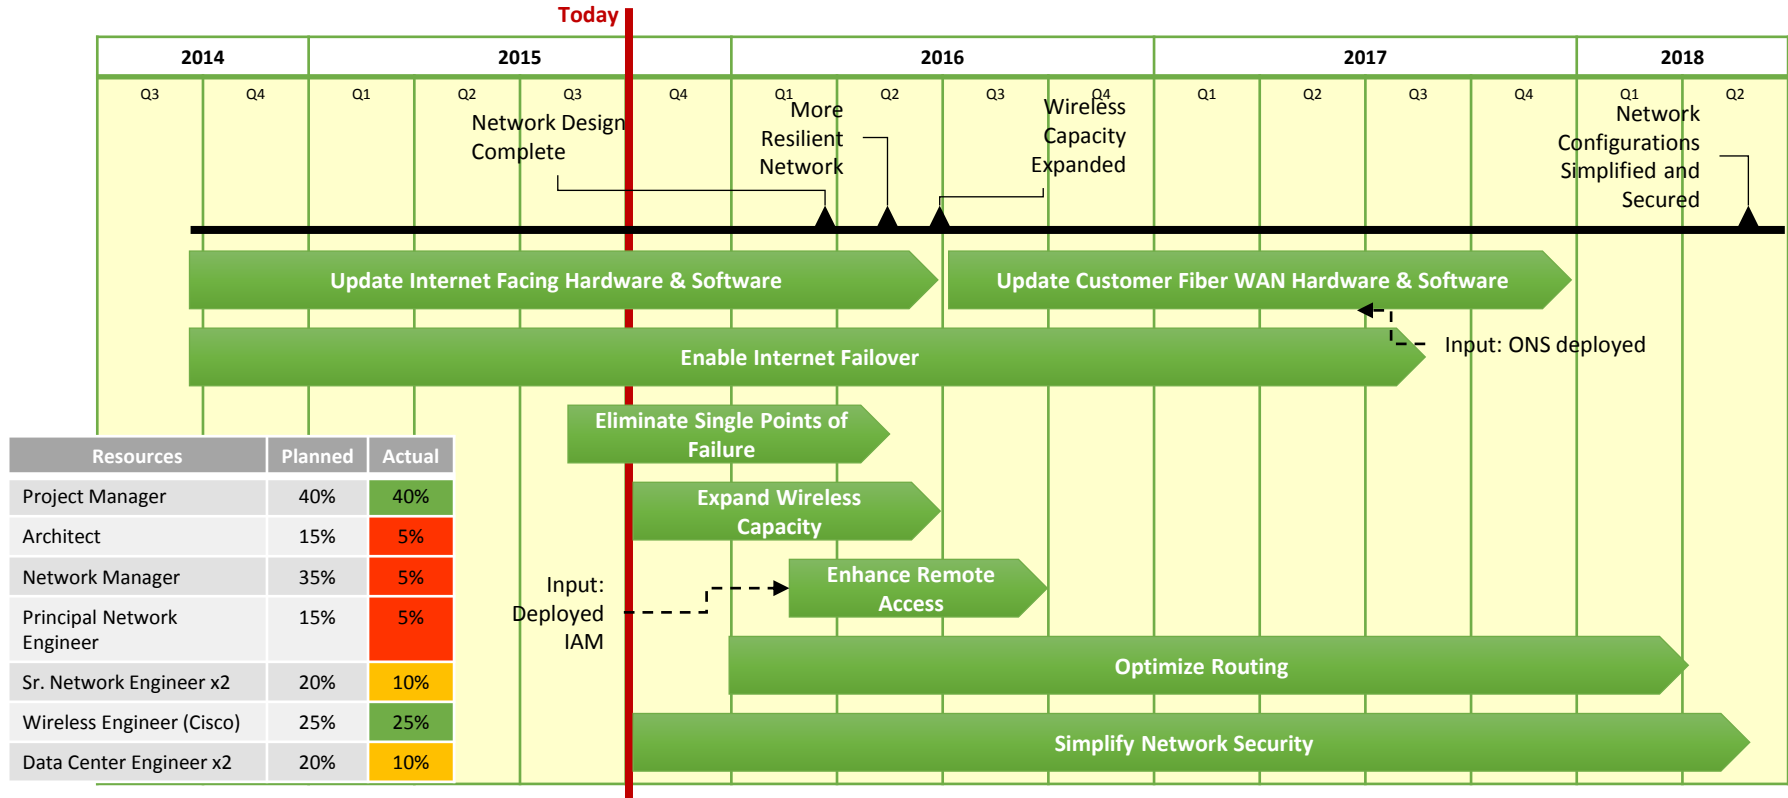 Today
2014 2015 2016 2017 2018
Q3 Q4 Q1 Q2 Q3 Q4 Q1 Q2 Q3 Q4 Q1 Q2 Q3 Q4 Q1 Q2
Network Design
Complete
More
Resilient
Network
Wireless
Capacity
Expanded
Network
Configurations
Simplified and
Secured
Update Internet Facing Hardware & Software
Update Customer Fiber WAN Hardware & Software
Input: ONS deployed
Enable Internet Failover
Eliminate Single Points of
Failure
Expand Wireless
Capacity
Input:
Deployed
IAM
Enhance Remote
Access
Optimize Routing
Simplify Network Security
Resources Planned Actual
Project Manager 40% 40%
Architect 15% 5%
Network Manager 35% 5%
Principal Network 15% 5%
Engineer
Sr. Network Engineer x2 20% 10%
Wireless Engineer (Cisco) 25% 25%
Data Center Engineer x2 20% 10%